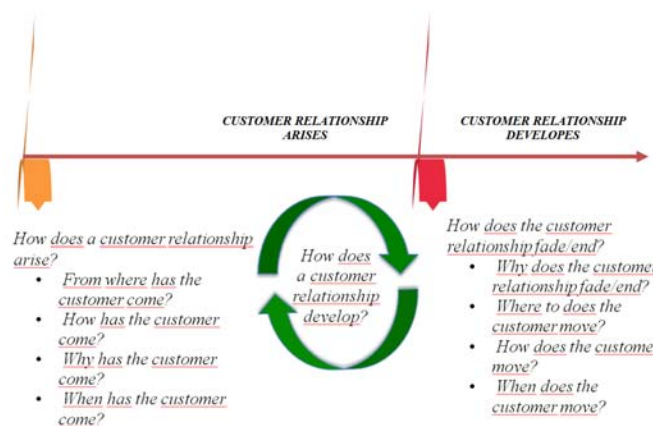 CUSTOMER RELATIONSHIP
ARISES
CUSTOMER RELATIONSHIP
DEVELOPES
How does a customer relationship
arise?
• From where has the
customer come?
• How has the customer
come?
• Why has the customer
come?
• When has the customer
come?
How does
a customer
relationship
develop?
How does the customer
relationship fade/end?
• Why does the customer
relationship fade/end?
• Where to does the
customer move?
• How does the custome
move?
• When does the
customer move?